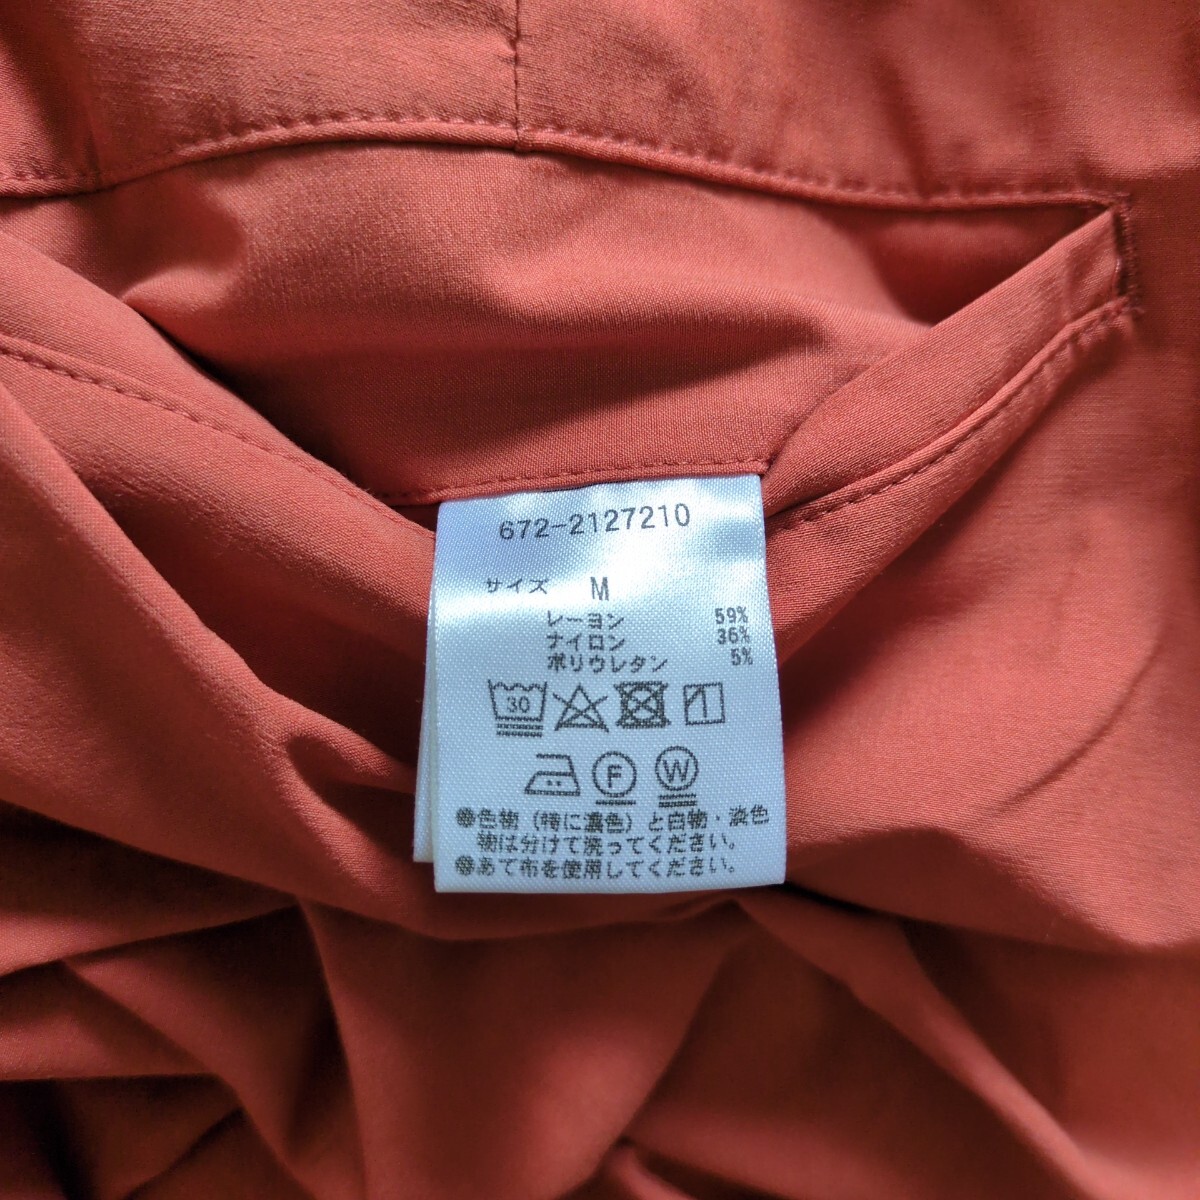 672-2127210
サイズ M
レーヨン 59%
ナイロン 36%
ポリウレタン 5%
30
F W
●色物(特に濃色)と白物・淡色
物は分けて洗ってください。
●あて布を使用してください。